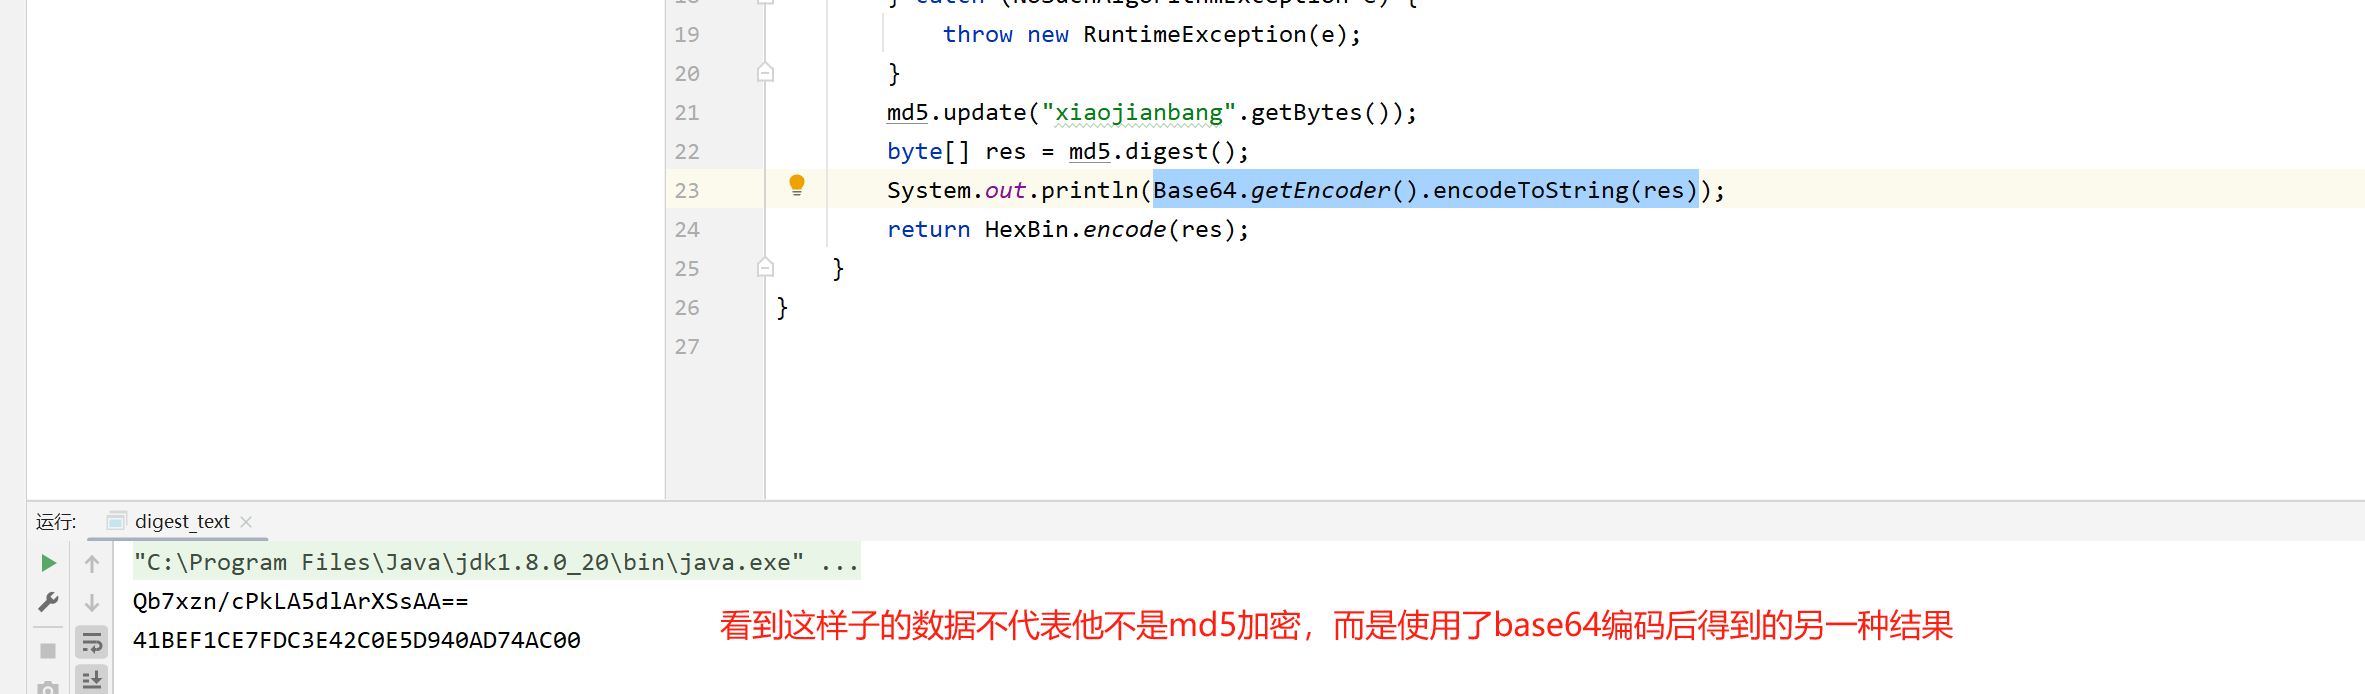 18 } catch (NoSuchAlgorithmException e) {
19 throw new RuntimeException(e);
20 }
21 md5.update("xiaojianbang".getBytes());
22 byte[] res = md5.digest();
23 System.out.println(Base64.getEncoder().encodeToString(res));
24 return HexBin.encode(res);
25 }
26 }
27
运行: digest_text
"C:\Program Files\Java\jdk1.8.0_20\bin\java.exe" ...
Qb7xzn/cPkLA5dlArXSsAA==
41BEF1CE7FDC3E42C0E5D940AD74AC00
看到这样子的数据不代表他不是md5加密，而是使用了base64编码后得到的另一种结果